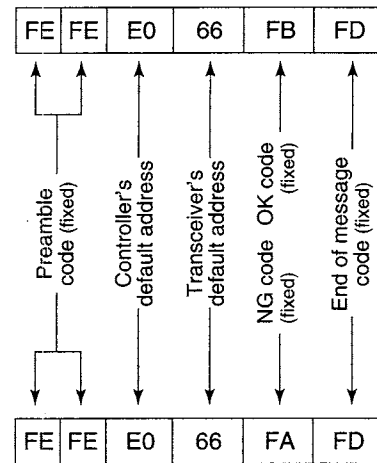 FE FE E0 66 FB FD
Preamble
code (fixed)
Controller's
default address
Transceiver's
default address
OK code
(fixed)
NG code
(fixed)
End of message
code (fixed)
FE FE E0 66 FA FD